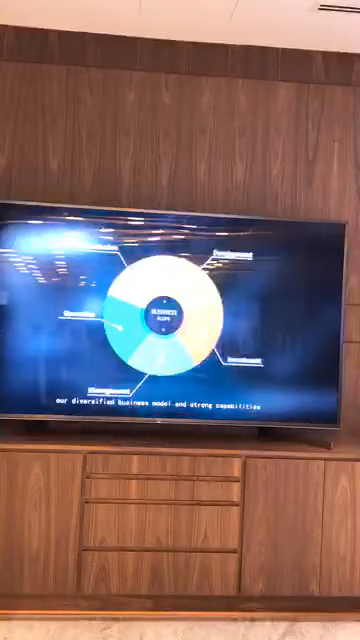 BUSINESS
SCOPE
Development
Operation
Investment
Management
our diversified business model and strong capabilities